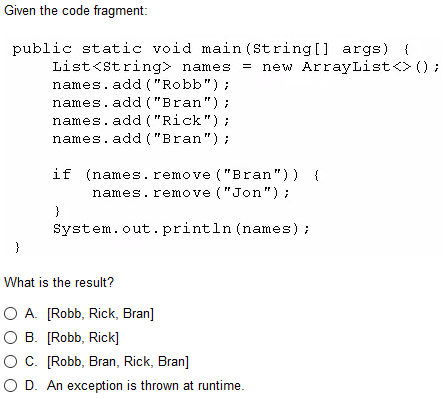 Given the code fragment:
public static void main(String[] args) {
List<String> names = new ArrayList<>();
names.add("Robb");
names.add("Bran");
names.add("Rick");
names.add("Bran");
if (names.remove("Bran")) {
names.remove("Jon");
}
System.out.println(names);
}
What is the result?
A. [Robb, Rick, Bran]
B. [Robb, Rick]
C. [Robb, Bran, Rick, Bran]
D. An exception is thrown at runtime.